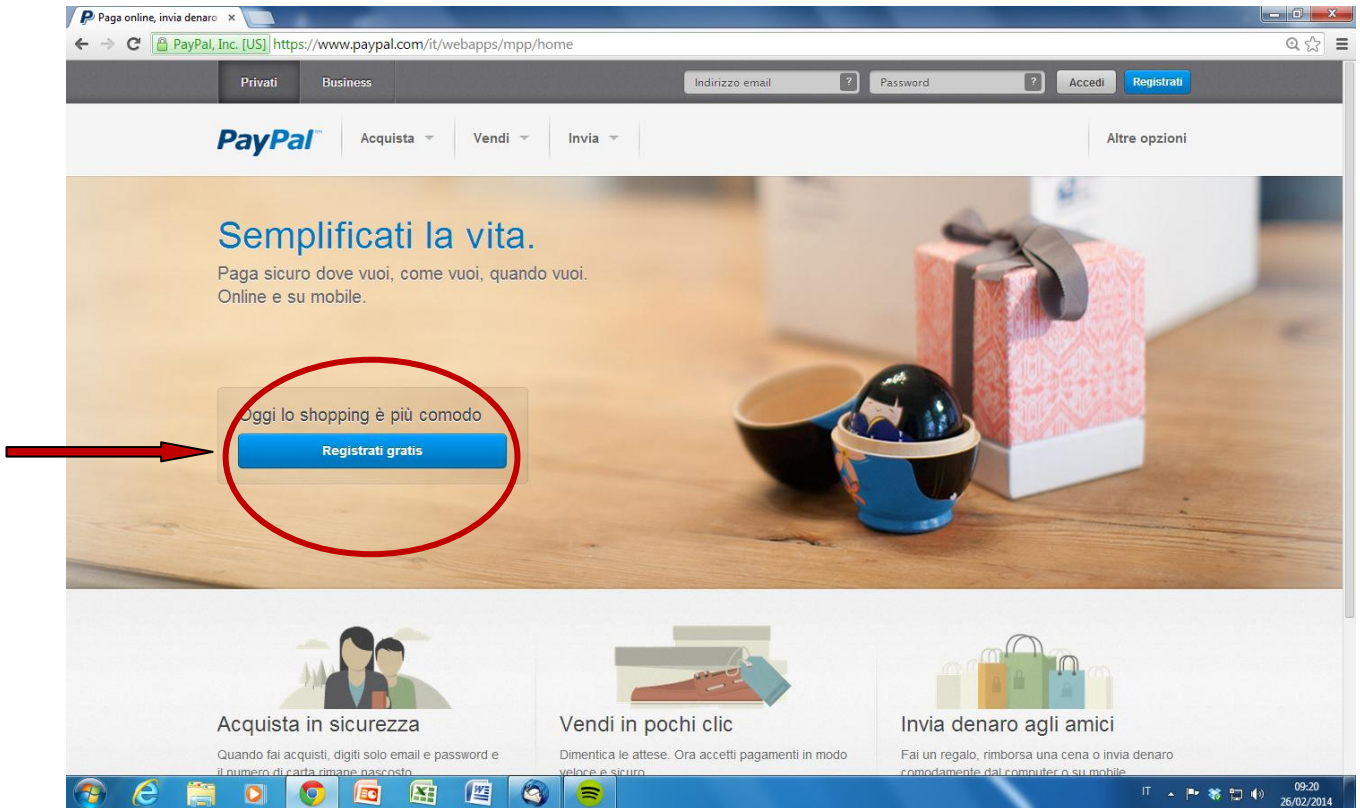 Paga online, invia denaro
PayPal, Inc. [US] https://www.paypal.com/it/webapps/mpp/home
Privati Business Indirizzo email ? Password ? Accedi Registrati
PayPal Acquista Vendi Invia Altre opzioni
Semplificati la vita.
Paga sicuro dove vuoi, come vuoi, quando vuoi.
Online e su mobile.
Oggi lo shopping è più comodo
Registrati gratis
Acquista in sicurezza Vendi in pochi clic Invia denaro agli amici
Quando fai acquisti, digiti solo email e password e Dimentica le attese. Ora accetti pagamenti in modo Fai un regalo, rimborsa una cena o invia denaro
il numero di carta rimane nascosto veloce e sicuro comodamente dal computer o su mobile
IT 09:20
26/02/2014